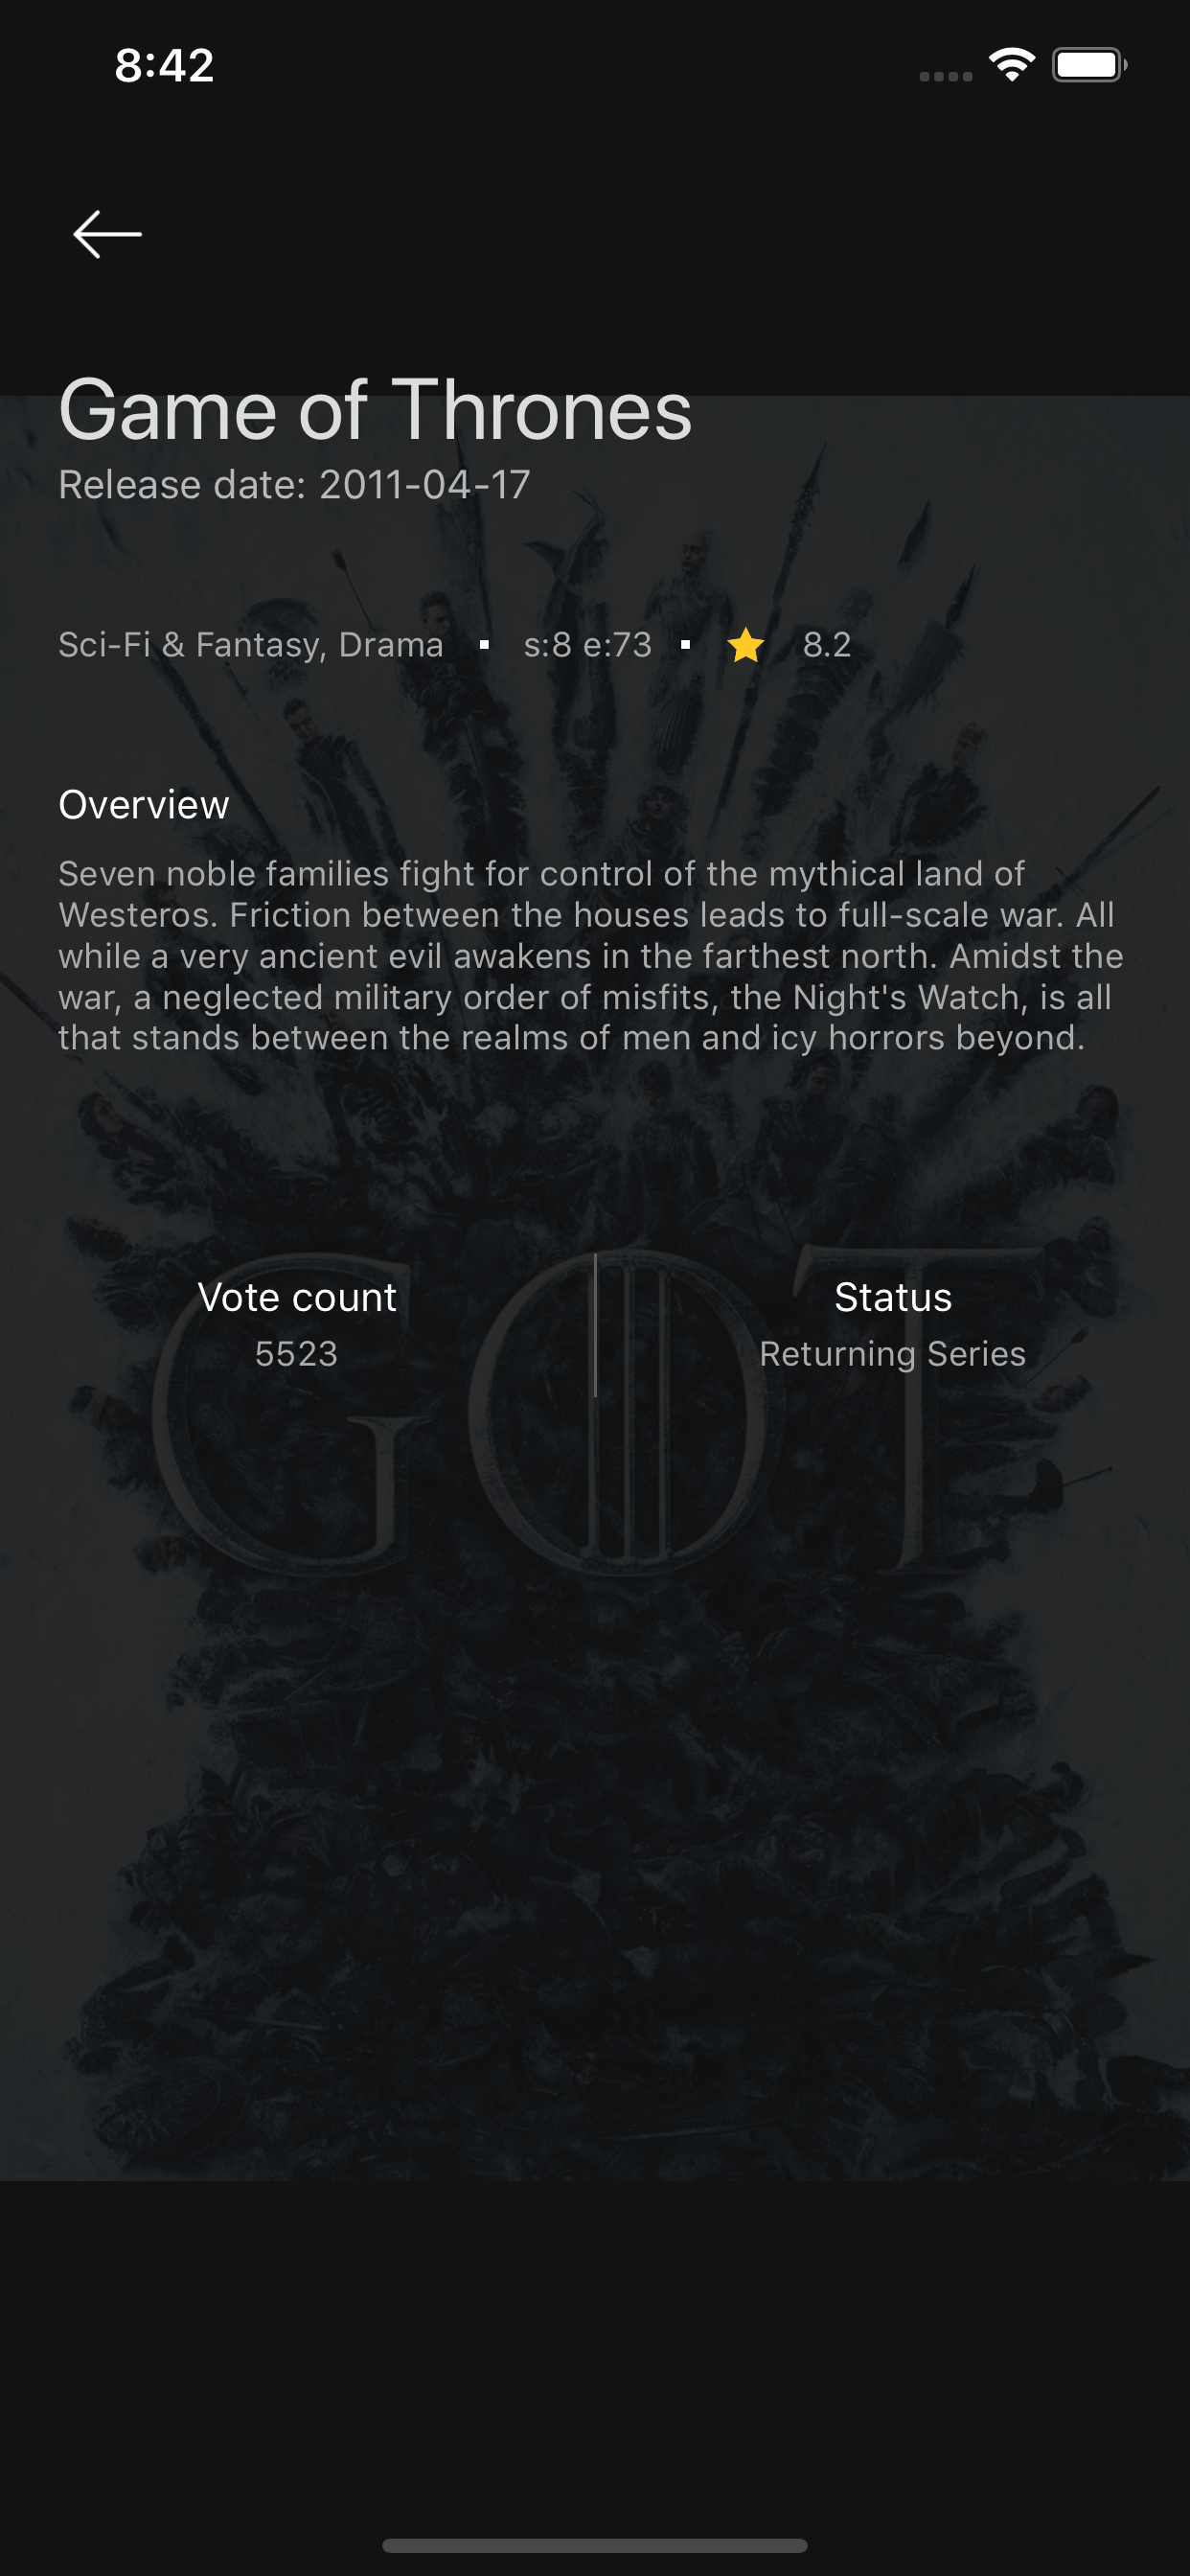 8:42
Game of Thrones
Release date: 2011-04-17
Sci-Fi & Fantasy, Drama ▪ s:8 e:73 ▪ 8.2
Overview
Seven noble families fight for control of the mythical land of
Westeros. Friction between the houses leads to full-scale war. All
while a very ancient evil awakens in the farthest north. Amidst the
war, a neglected military order of misfits, the Night's Watch, is all
that stands between the realms of men and icy horrors beyond.
Vote count
5523
Status
Returning Series
GOT